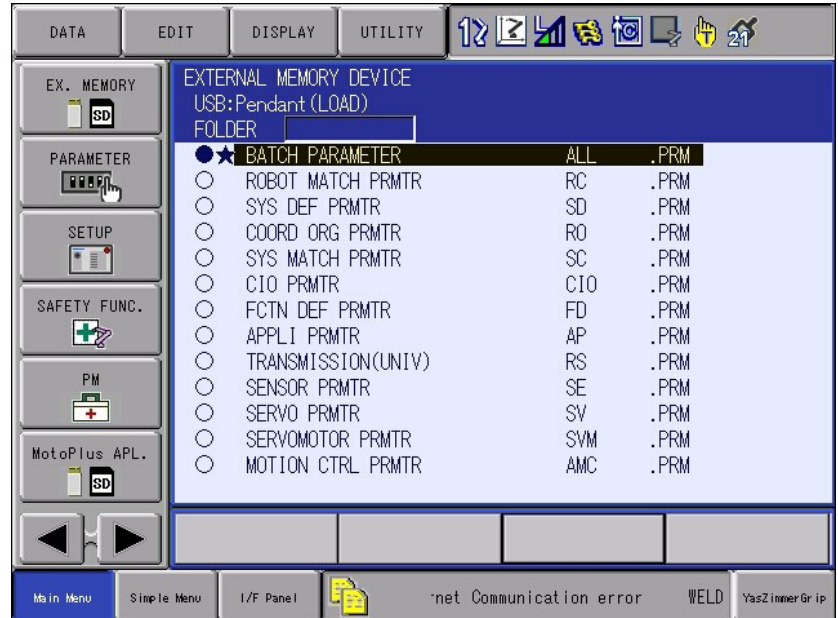 DATA EDIT DISPLAY UTILITY
EX. MEMORY
SD
PARAMETER
SETUP
SAFETY FUNC.
PM
MotoPlus APL.
SD
EXTERNAL MEMORY DEVICE
USB:Pendant(LOAD)
FOLDER
BATCH PARAMETER ALL .PRM
ROBOT MATCH PRMTR RC .PRM
SYS DEF PRMTR SD .PRM
COORD ORG PRMTR RO .PRM
SYS MATCH PRMTR SC .PRM
CIO PRMTR CIO .PRM
FCTN DEF PRMTR FD .PRM
APPLI PRMTR AP .PRM
TRANSMISSION(UNIV) RS .PRM
SENSOR PRMTR SE .PRM
SERVO PRMTR SV .PRM
SERVOMOTOR PRMTR SVM .PRM
MOTION CTRL PRMTR AMC .PRM
Main Menu Simple Menu I/F Panel net Communication error WELD YasZimmerGrip